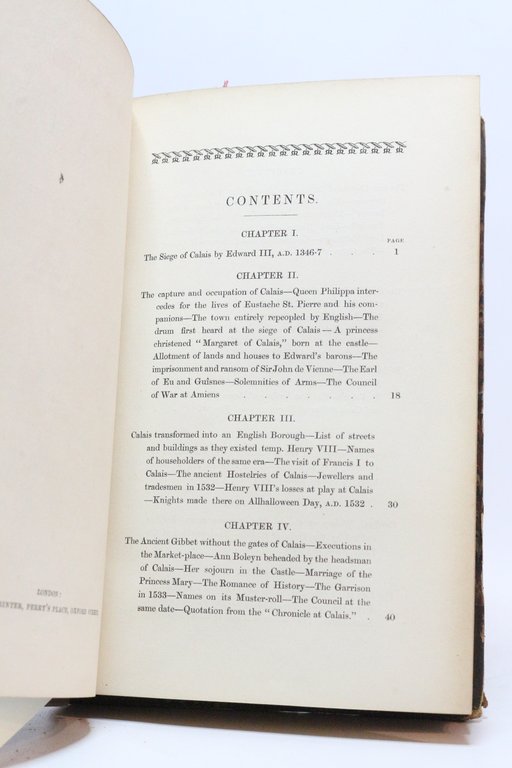 CONTENTS.
CHAPTER I.
PAGE
The Siege of Calais by Edward III, A.D. 1346-7 . . . 1
CHAPTER II.
The capture and occupation of Calais—Queen Philippa inter-
cedes for the lives of Eustache St. Pierre and his com-
panions—The town entirely repeopled by English—The
drum first heard at the siege of Calais—A princess
christened "Margaret of Calais," born at the castle—
Allotment of lands and houses to Edward's barons—The
imprisonment and ransom of Sir John de Vienne—The Earl
of Eu and Guîsnes—Solemnities of Arms—The Council
of War at Amiens . . . . . . . 18
CHAPTER III.
Calais transformed into an English Borough—List of streets
and buildings as they existed temp. Henry VIII—Names
of householders of the same era—The visit of Francis I to
Calais—The ancient Hostelries of Calais—Jewellers and
tradesmen in 1532—Henry VIII's losses at play at Calais
—Knights made there on Allhalloween Day, A.D. 1532 . 30
CHAPTER IV.
The Ancient Gibbet without the gates of Calais—Executions in
the Market-place—Ann Boleyn beheaded by the headsman
of Calais—Her sojourn in the Castle—Marriage of the
Princess Mary—The Romance of History—The Garrison
in 1533—Names on its Muster-roll—The Council at the
same date—Quotation from the "Chronicle at Calais." . 40
LONDON:
PERRY'S PLACE, OXFORD